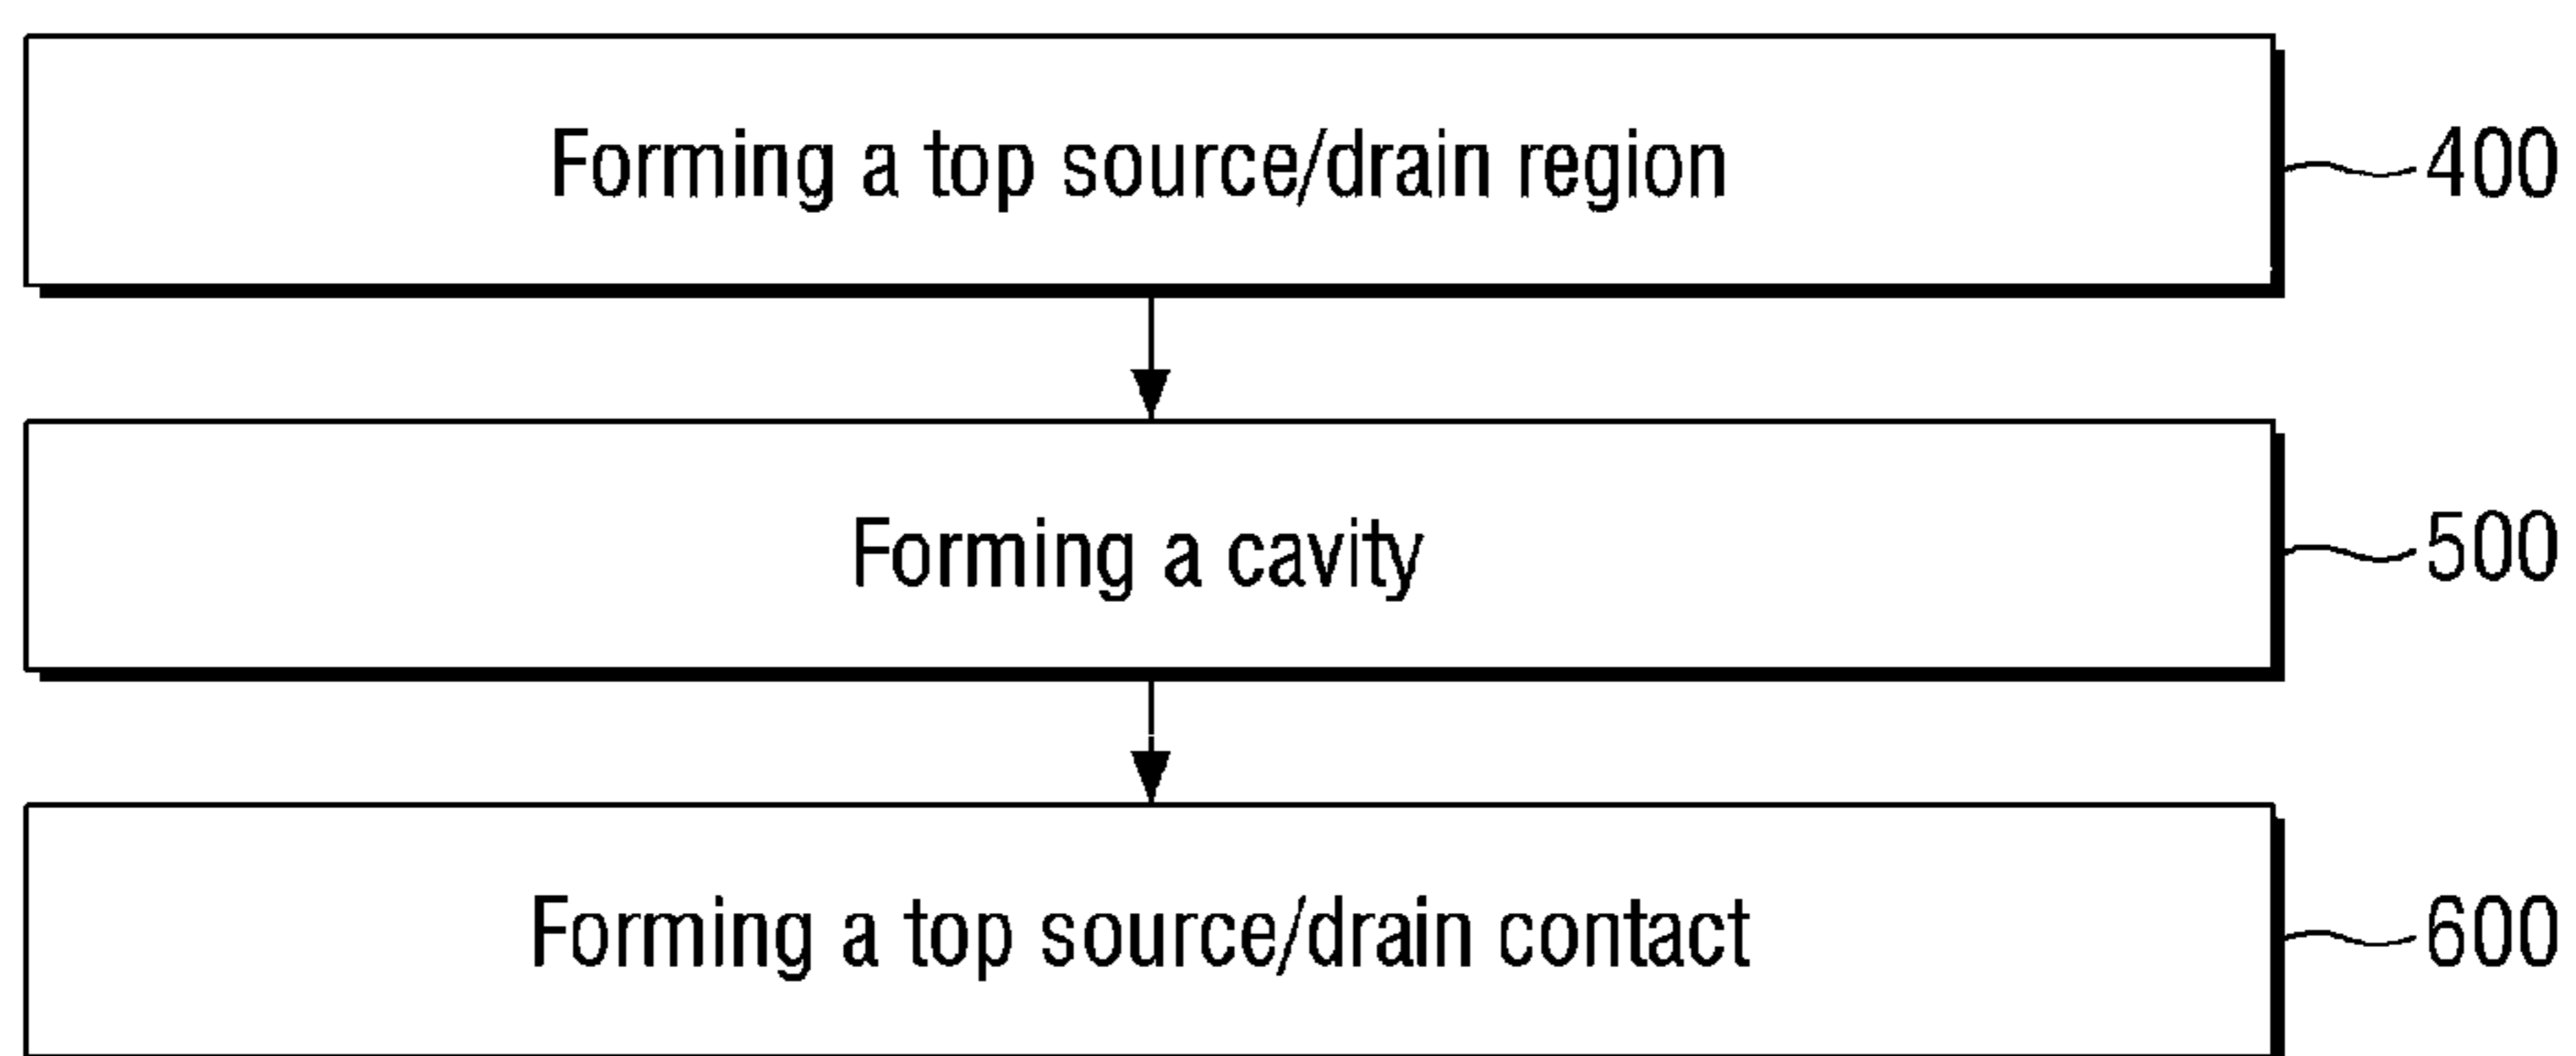 Forming a top source/drain region 400
Forming a cavity 500
Forming a top source/drain contact 600